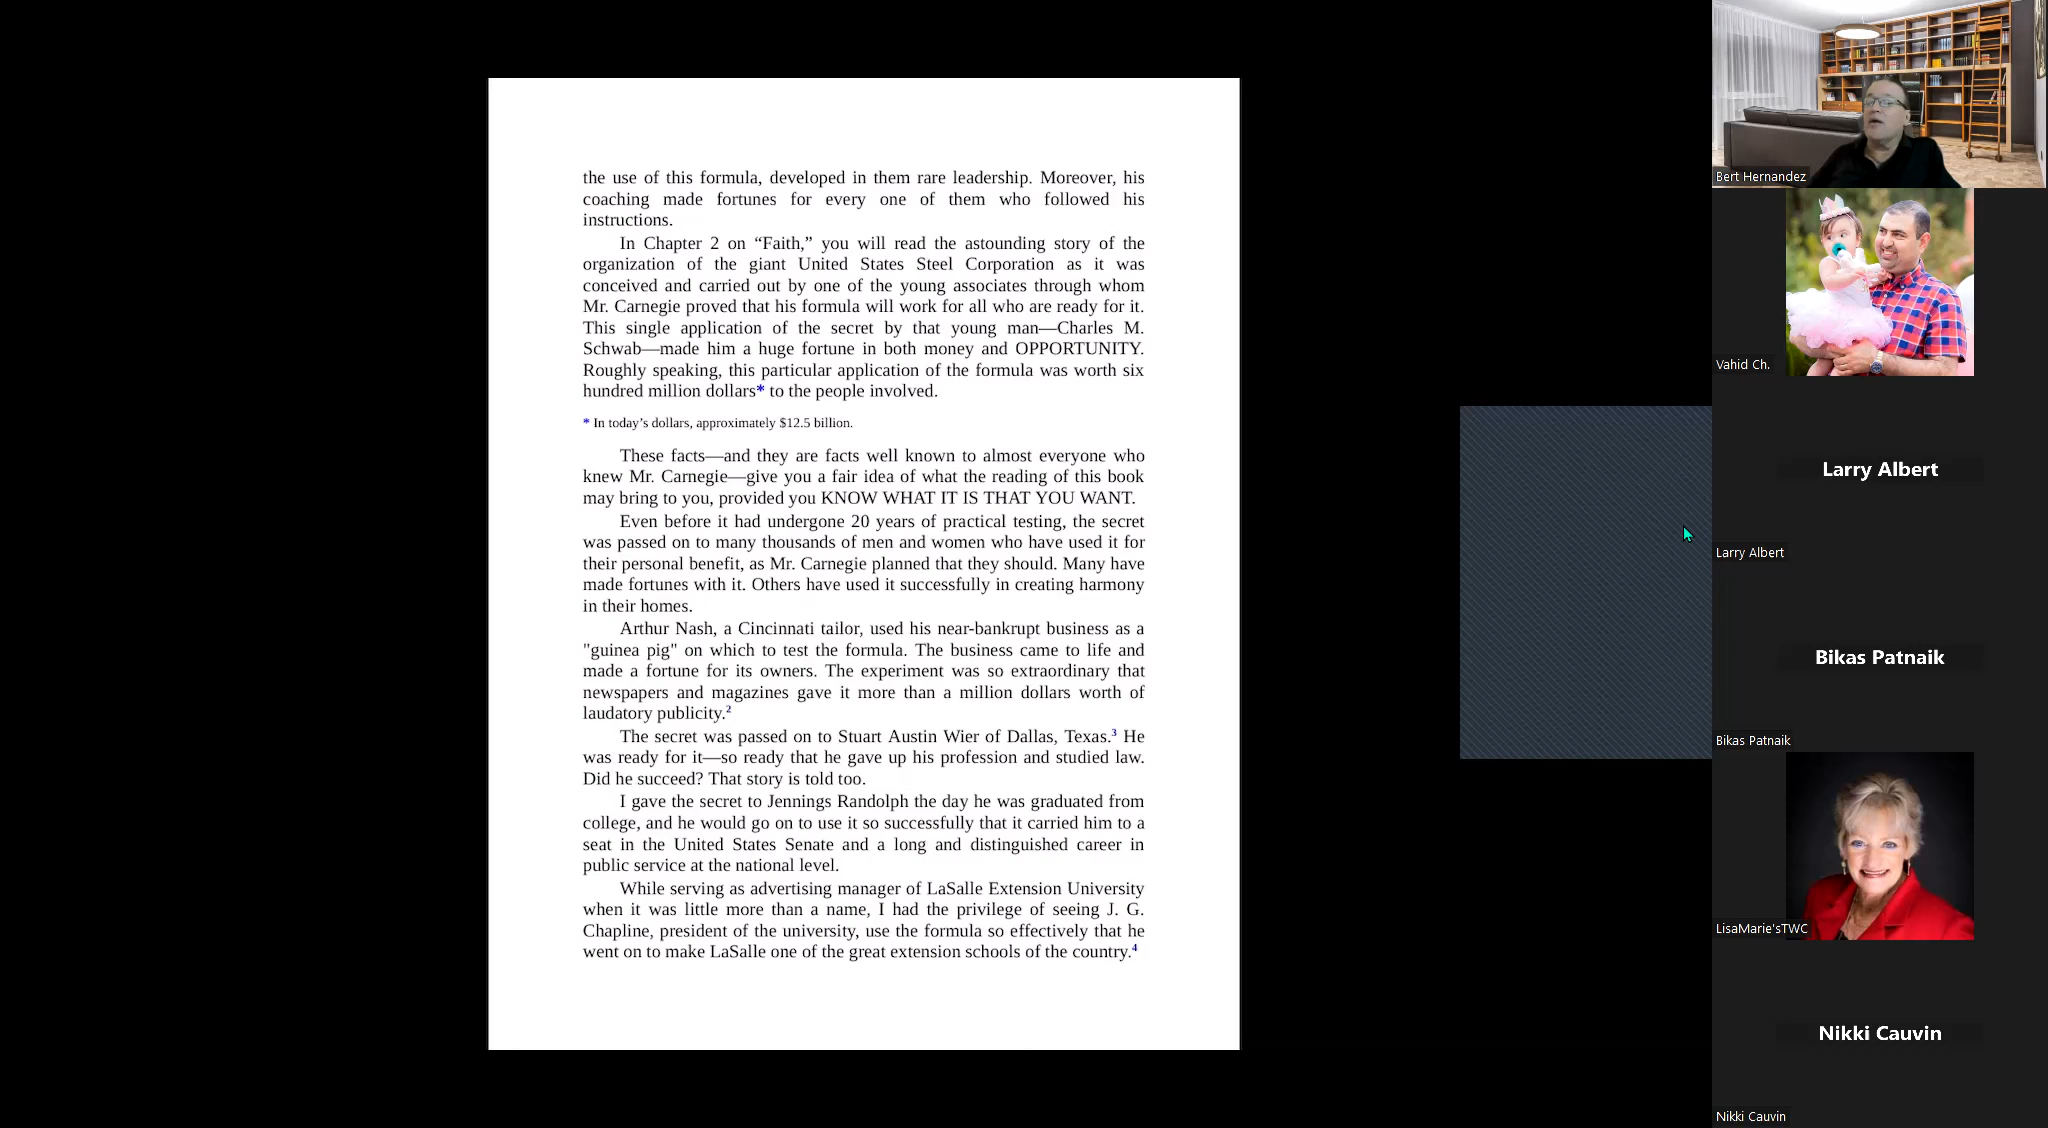 the use of this formula, developed in them rare leadership. Moreover, his
coaching made fortunes for every one of them who followed his
instructions.
In Chapter 2 on “Faith,” you will read the astounding story of the
organization of the giant United States Steel Corporation as it was
conceived and carried out by one of the young associates through whom
Mr. Carnegie proved that his formula will work for all who are ready for it.
This single application of the secret by that young man—Charles M.
Schwab—made him a huge fortune in both money and OPPORTUNITY.
Roughly speaking, this particular application of the formula was worth six
hundred million dollars* to the people involved.
* In today’s dollars, approximately $12.5 billion.
These facts—and they are facts well known to almost everyone who
knew Mr. Carnegie—give you a fair idea of what the reading of this book
may bring to you, provided you KNOW WHAT IT IS THAT YOU WANT.
Even before it had undergone 20 years of practical testing, the secret
was passed on to many thousands of men and women who have used it for
their personal benefit, as Mr. Carnegie planned that they should. Many have
made fortunes with it. Others have used it successfully in creating harmony
in their homes.
Arthur Nash, a Cincinnati tailor, used his near-bankrupt business as a
"guinea pig" on which to test the formula. The business came to life and
made a fortune for its owners. The experiment was so extraordinary that
newspapers and magazines gave it more than a million dollars worth of
laudatory publicity.2
The secret was passed on to Stuart Austin Wier of Dallas, Texas.3 He
was ready for it—so ready that he gave up his profession and studied law.
Did he succeed? That story is told too.
I gave the secret to Jennings Randolph the day he was graduated from
college, and he would go on to use it so successfully that it carried him to a
seat in the United States Senate and a long and distinguished career in
public service at the national level.
While serving as advertising manager of LaSalle Extension University
when it was little more than a name, I had the privilege of seeing J. G.
Chapline, president of the university, use the formula so effectively that he
went on to make LaSalle one of the great extension schools of the country.4
Bert Hernandez
Vahid Ch.
Larry Albert
Larry Albert
Bikas Patnaik
Bikas Patnaik
LisaMarie'sTWC
Nikki Cauvin
Nikki Cauvin